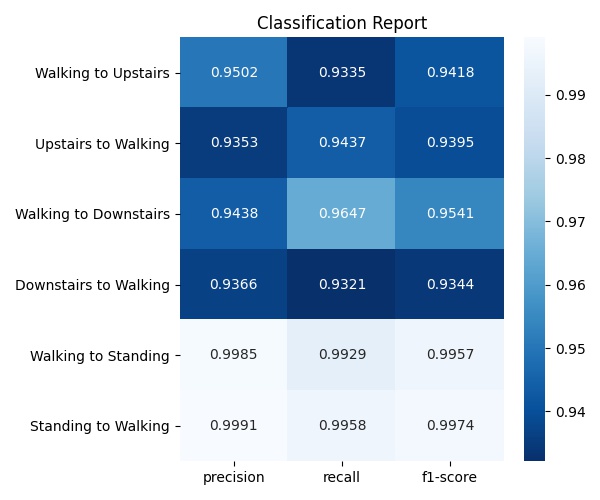 Classification Report
Walking to Upstairs 0.9502 0.9335 0.9418
Upstairs to Walking 0.9353 0.9437 0.9395
Walking to Downstairs 0.9438 0.9647 0.9541
Downstairs to Walking 0.9366 0.9321 0.9344
Walking to Standing 0.9985 0.9929 0.9957
Standing to Walking 0.9991 0.9958 0.9974
precision recall f1-score
0.99
0.98
0.97
0.96
0.95
0.94